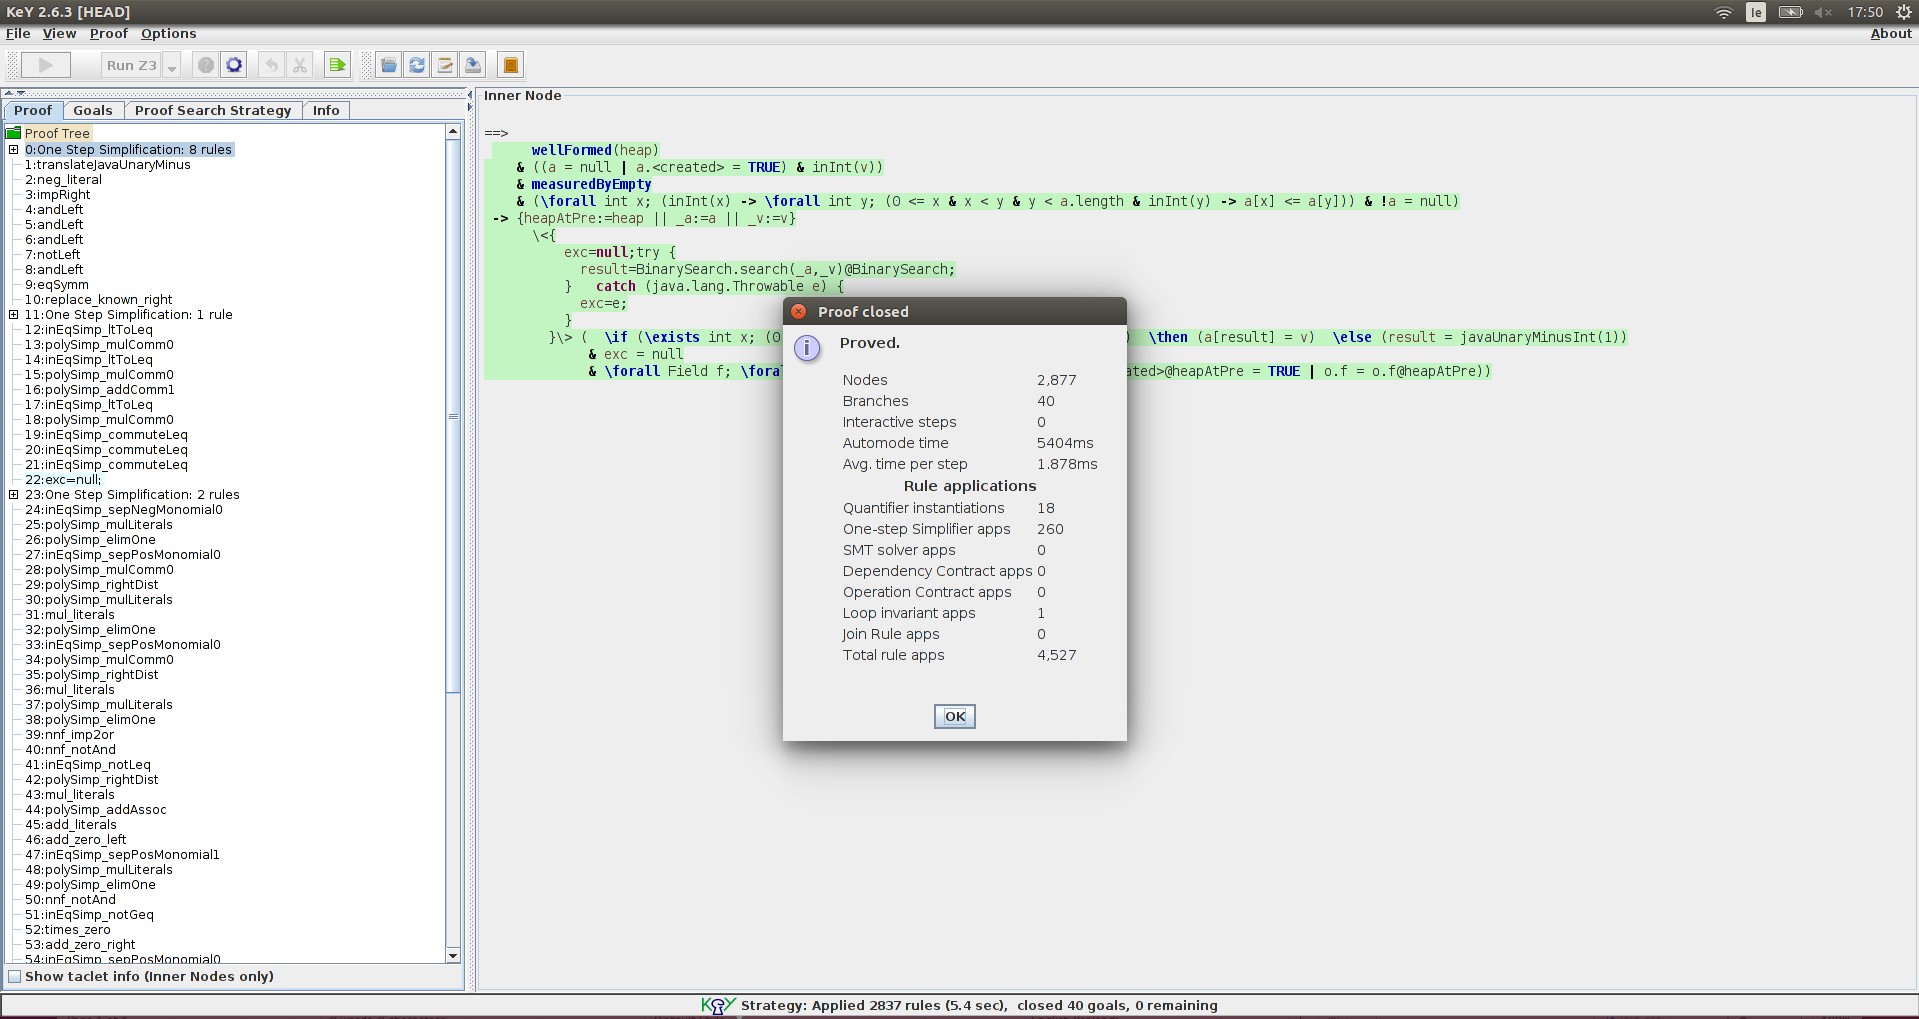 KeY 2.6.3 [HEAD]
Ie
17:50
File View Proof Options
About
Run Z3
Proof Goals Proof Search Strategy Info
Proof Tree
0:One Step Simplification: 8 rules
1:translateJavaUnaryMinus
2:neg_literal
3:impRight
4:andLeft
5:andLeft
6:andLeft
7:notLeft
8:andLeft
9:eqSymm
10:replace_known_right
11:One Step Simplification: 1 rule
12:inEqSimp_ltToLeq
13:polySimp_mulComm0
14:inEqSimp_ltToLeq
15:polySimp_mulComm0
16:polySimp_addComm1
17:inEqSimp_ltToLeq
18:polySimp_mulComm0
19:inEqSimp_commuteLeq
20:inEqSimp_commuteLeq
21:inEqSimp_commuteLeq
22:exc=null;
23:One Step Simplification: 2 rules
24:inEqSimp_sepNegMonomial0
25:polySimp_mulLiterals
26:polySimp_elimOne
27:inEqSimp_sepPosMonomial0
28:polySimp_mulComm0
29:polySimp_rightDist
30:polySimp_mulLiterals
31:mul_literals
32:polySimp_elimOne
33:inEqSimp_sepPosMonomial0
34:polySimp_mulComm0
35:polySimp_rightDist
36:mul_literals
37:polySimp_mulLiterals
38:polySimp_elimOne
39:nnf_imp2or
40:nnf_notAnd
41:inEqSimp_notLeq
42:polySimp_rightDist
43:mul_literals
44:polySimp_addAssoc
45:add_literals
46:add_zero_left
47:inEqSimp_sepPosMonomial1
48:polySimp_mulLiterals
49:polySimp_elimOne
50:nnf_notAnd
51:inEqSimp_notGeq
52:times_zero
53:add_zero_right
54:inEqSimp_sepPosMonomial0
Show taclet info (Inner Nodes only)
Inner Node
==>
wellFormed(heap)
& ((a = null | a.<created> = TRUE) & inInt(v))
& measuredByEmpty
& (\forall int x; (inInt(x) -> \forall int y; (0 <= x & x < y & y < a.length & inInt(y) -> a[x] <= a[y])) & !a = null)
-> {heapAtPre:=heap || _a:=a || _v:=v}
\<{
exc=null;try {
result=BinarySearch.search(_a,_v)@BinarySearch;
} catch (java.lang.Throwable e) {
exc=e;
}
}\> ( \if (\exists int x; (0 ) \then (a[result] = v) \else (result = javaUnaryMinusInt(1))
& exc = null
& \forall Field f; \fora ated>@heapAtPre = TRUE | o.f = o.f@heapAtPre))
Proof closed
Proved.
Nodes 2,877
Branches 40
Interactive steps 0
Automode time 5404ms
Avg. time per step 1.878ms
Rule applications
Quantifier instantiations 18
One-step Simplifier apps 260
SMT solver apps 0
Dependency Contract apps 0
Operation Contract apps 0
Loop invariant apps 1
Join Rule apps 0
Total rule apps 4,527
OK
KeY Strategy: Applied 2837 rules (5.4 sec), closed 40 goals, 0 remaining